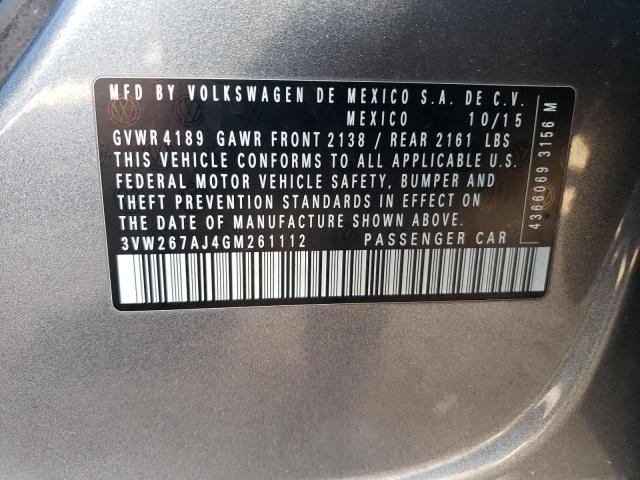 MFD BY VOLKSWAGEN DE MEXICO S.A. DE C.V.
MEXICO 10/15
GVWR 4189 GAWR FRONT 2138 / REAR 2161 LBS
THIS VEHICLE CONFORMS TO ALL APPLICABLE U.S.
FEDERAL MOTOR VEHICLE SAFETY, BUMPER AND
THEFT PREVENTION STANDARDS IN EFFECT ON
THE DATE OF MANUFACTURE SHOWN ABOVE.
3VW267AJ4GM261112 PASSENGER CAR
4366069 3156 M